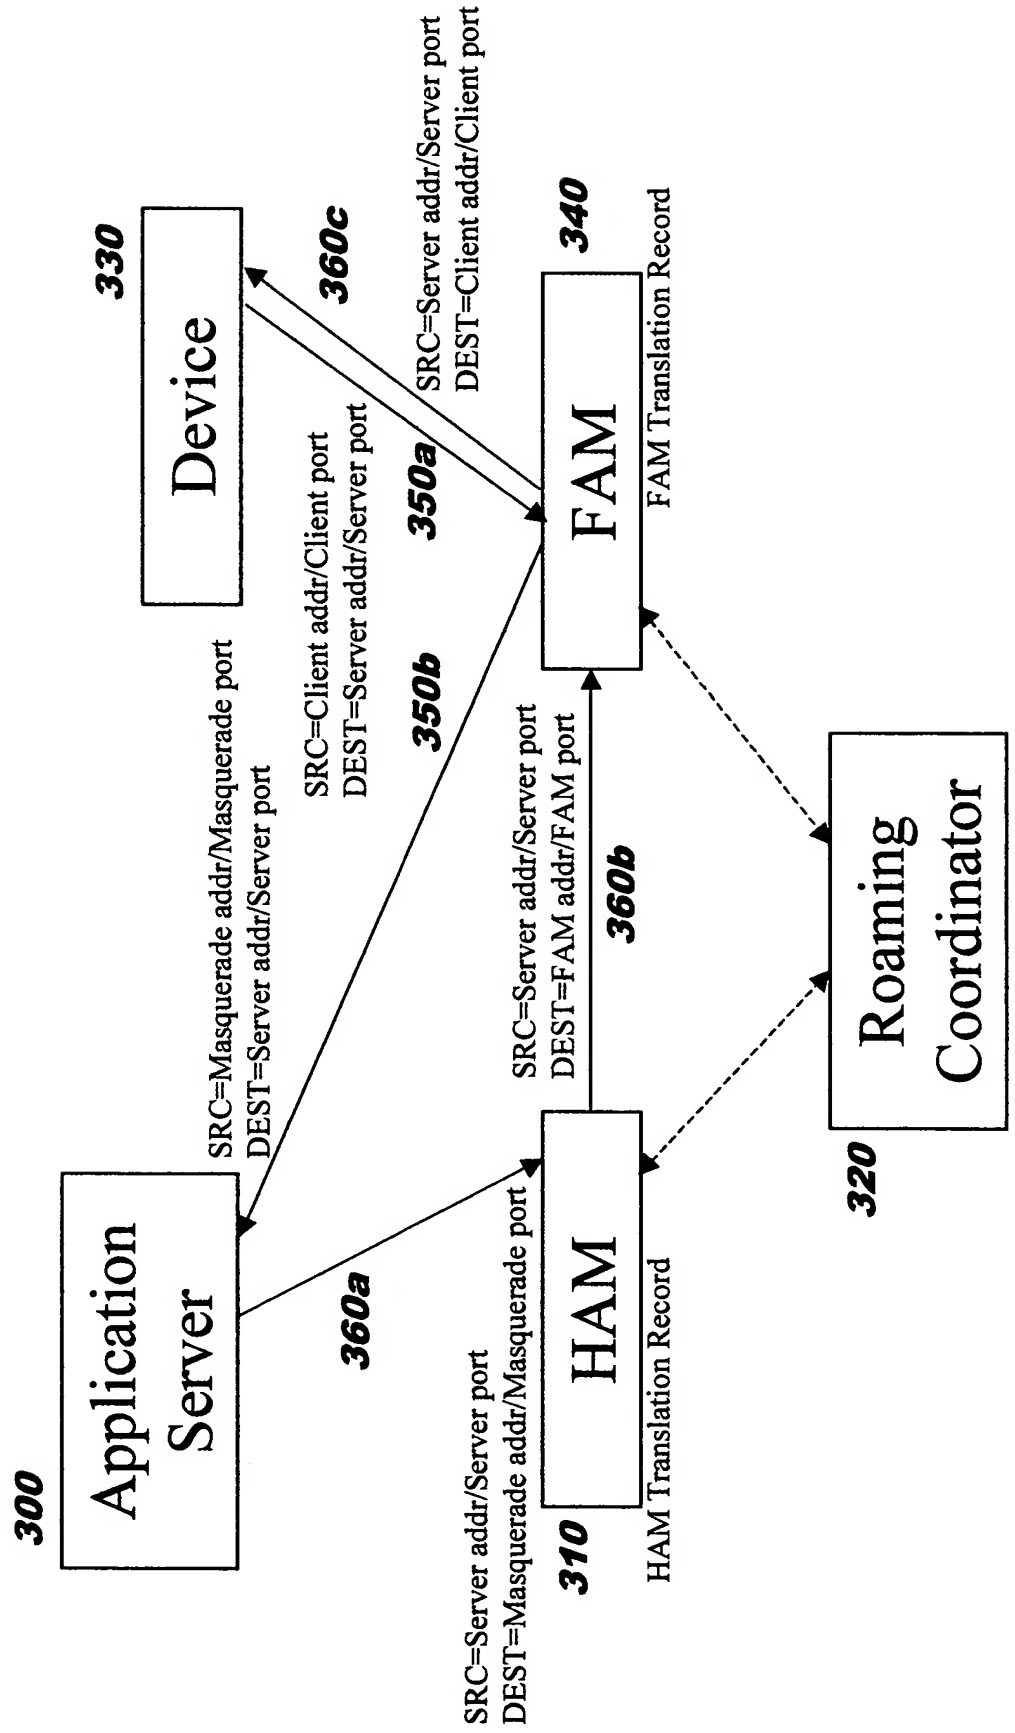 300
Application
Server
SRC=Masquerade addr/Masquerade port
DEST=Server addr/Server port
330
Device
SRC=Client addr/Client port
DEST=Server addr/Server port
360c
SRC=Server addr/Server port
DEST=Client addr/Client port
350a
350b
360a
SRC=Server addr/Server port
DEST=Masquerade addr/Masquerade port
310
HAM
HAM Translation Record
SRC=Server addr/Server port
DEST=FAM addr/FAM port
360b
340
FAM
FAM Translation Record
320
Roaming
Coordinator